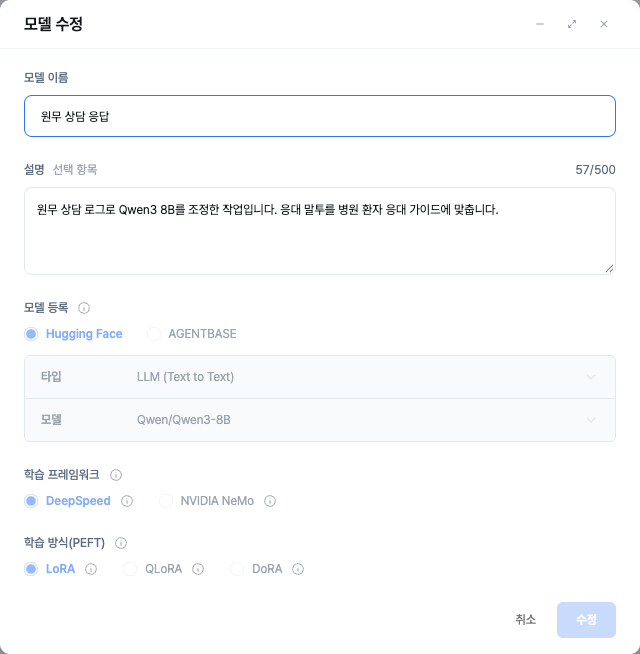 모델 수정
모델 이름
원무 상담 응답
설명 선택 항목 57/500
원무 상담 로그로 Qwen3 8B를 조정한 작업입니다. 응대 말투를 병원 환자 응대 가이드에 맞춥니다.
모델 등록
Hugging Face AGENTBASE
타입 LLM (Text to Text)
모델 Qwen/Qwen3-8B
학습 프레임워크
DeepSpeed NVIDIA NeMo
학습 방식(PEFT)
LoRA QLoRA DoRA
취소 수정